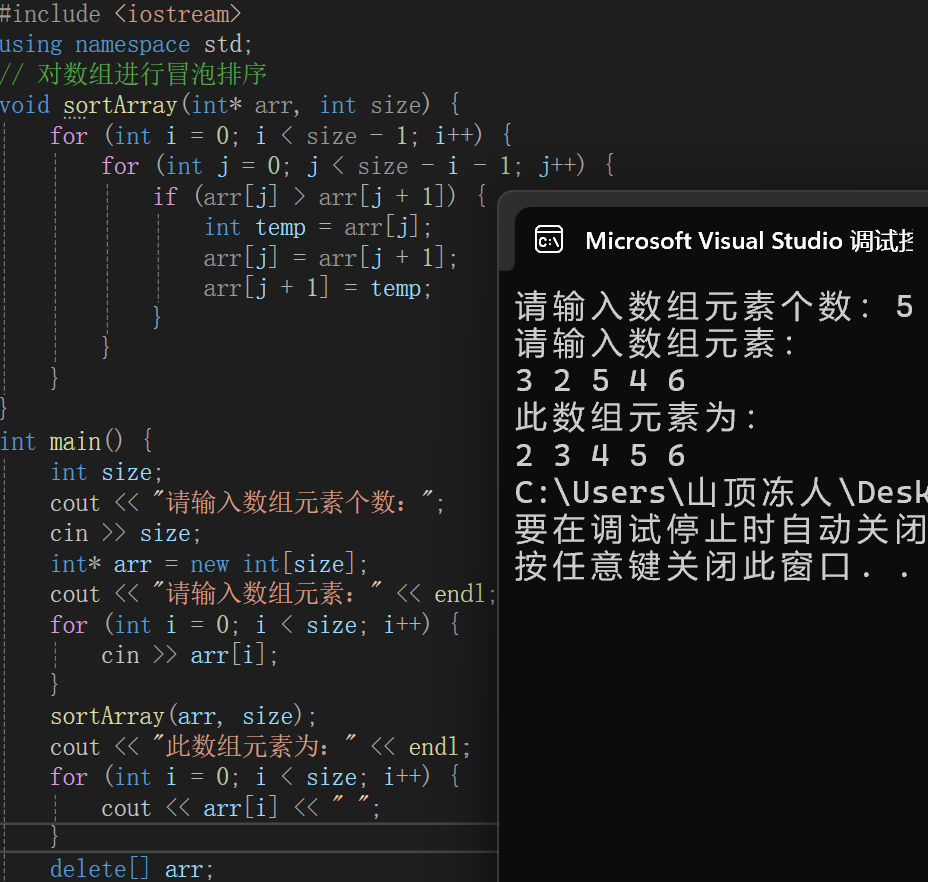 #include <iostream>
using namespace std;
// 对数组进行冒泡排序
void sortArray(int* arr, int size) {
for (int i = 0; i < size - 1; i++) {
for (int j = 0; j < size - i - 1; j++) {
if (arr[j] > arr[j + 1]) {
int temp = arr[j];
arr[j] = arr[j + 1];
arr[j + 1] = temp;
}
}
}
}
int main() {
int size;
cout << "请输入数组元素个数: ";
cin >> size;
int* arr = new int[size];
cout << "请输入数组元素: " << endl;
for (int i = 0; i < size; i++) {
cin >> arr[i];
}
sortArray(arr, size);
cout << "此数组元素为: " << endl;
for (int i = 0; i < size; i++) {
cout << arr[i] << " ";
}
delete[] arr;
Microsoft Visual Studio 调试控
请输入数组元素个数: 5
请输入数组元素:
3 2 5 4 6
此数组元素为:
2 3 4 5 6
C:\Users\山顶冻人\Desk
要在调试停止时自动关闭
按任意键关闭此窗口. .